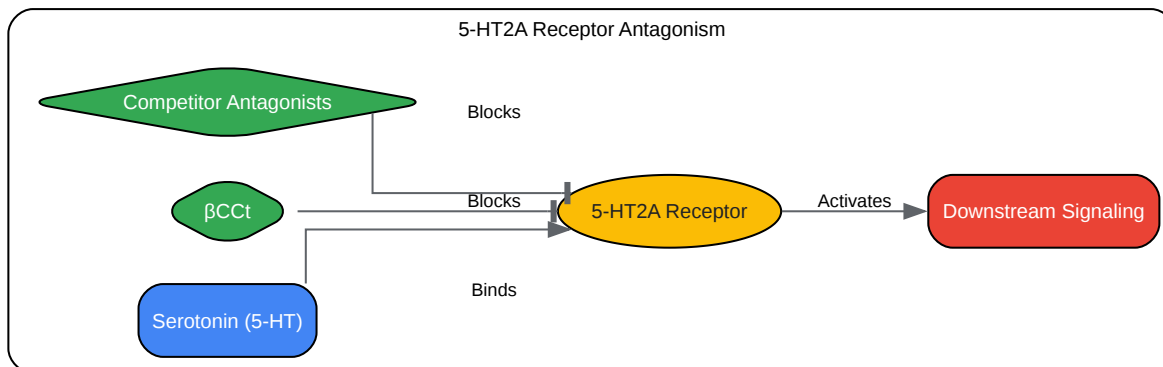 5-HT2A Receptor Antagonism
Competitor Antagonists
Blocks
βCCt
Blocks
5-HT2A Receptor
Activates
Downstream Signaling
Binds
Serotonin (5-HT)